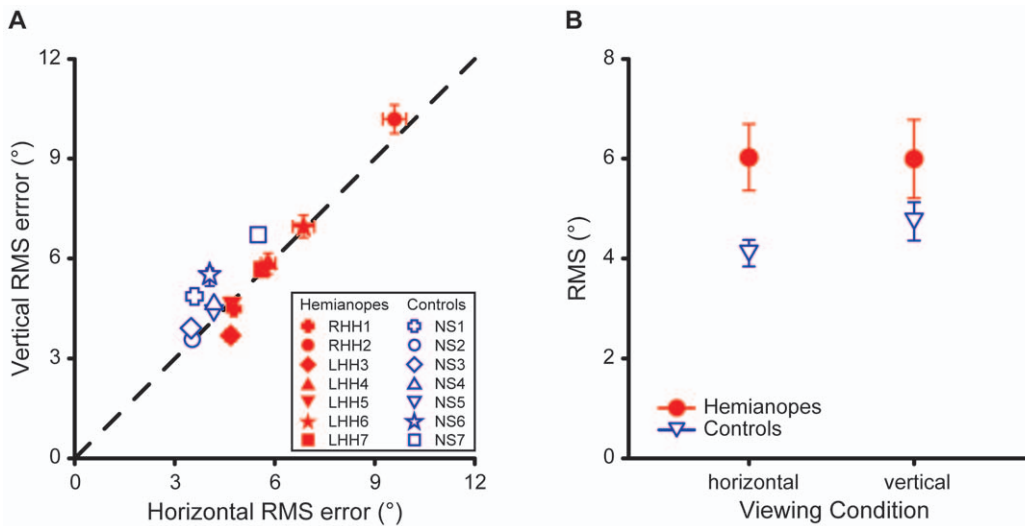 A
12
9
6
3
0
Vertical RMS errror (°)
0 3 6 9 12
Horizontal RMS error (°)
Hemianopes Controls
RHH1 NS1
RHH2 NS2
LHH3 NS3
LHH4 NS4
LHH5 NS5
LHH6 NS6
LHH7 NS7
B
8
6
4
2
0
RMS (°)
Hemianopes
Controls
horizontal vertical
Viewing Condition